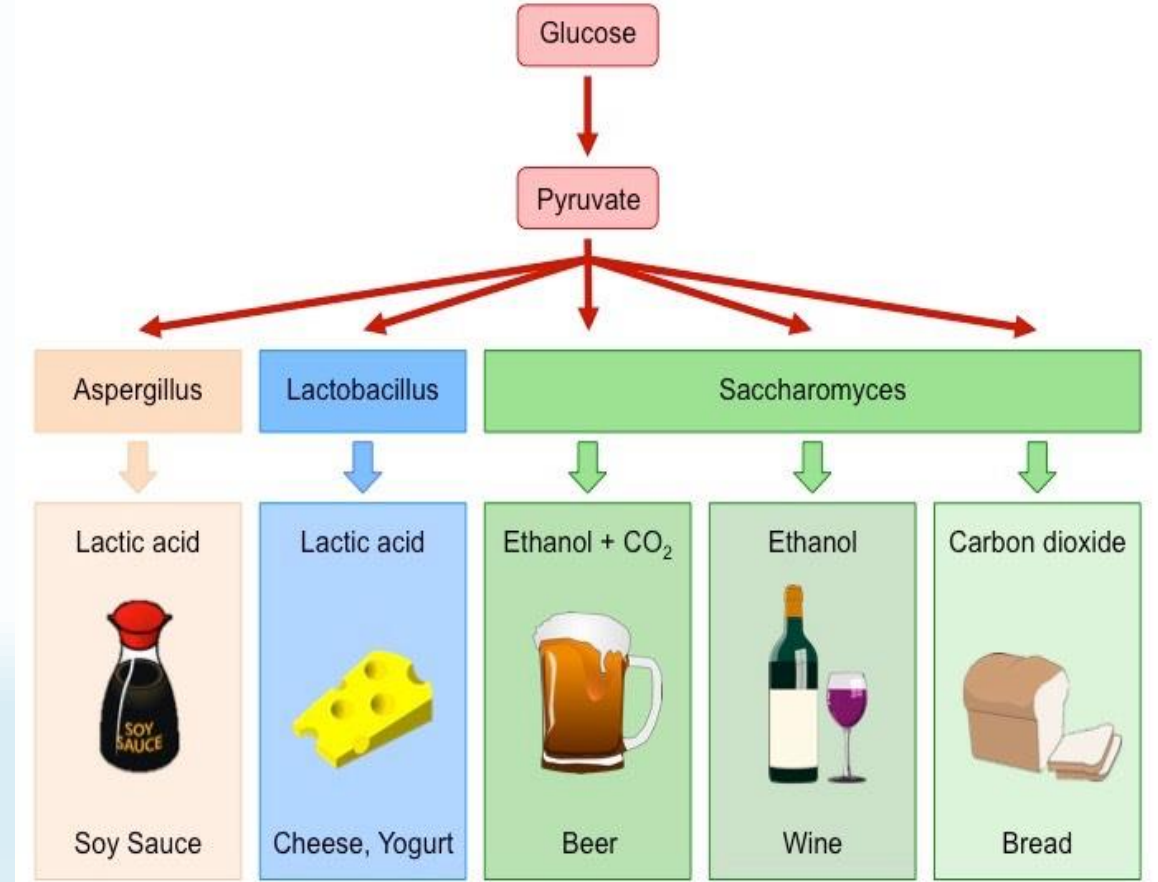 Glucose
Pyruvate
Aspergillus
Lactobacillus
Saccharomyces
Lactic acid
Lactic acid
Ethanol + CO₂
Ethanol
Carbon dioxide
SOY
SAUCE
Soy Sauce
Cheese, Yogurt
Beer
Wine
Bread